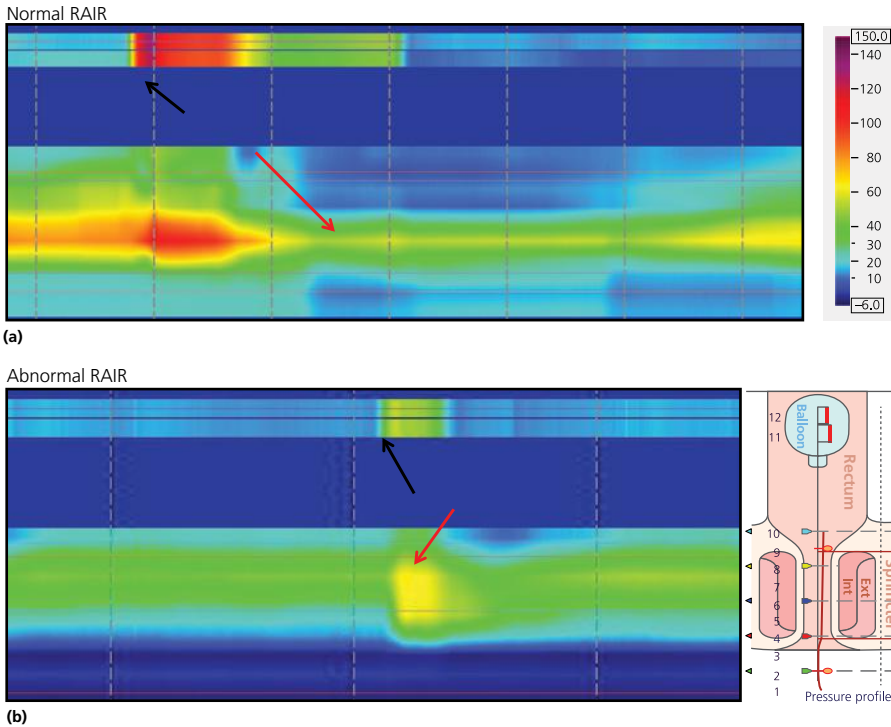 Normal RAIR
150.0
140
120
100
80
60
40
30
20
10
−6.0
(a)
Abnormal RAIR
Balloon
12
11
Rectum
10
9
8
7
6
5
4
3
2
1
Int
Ext
Sphincter
Pressure profile
(b)